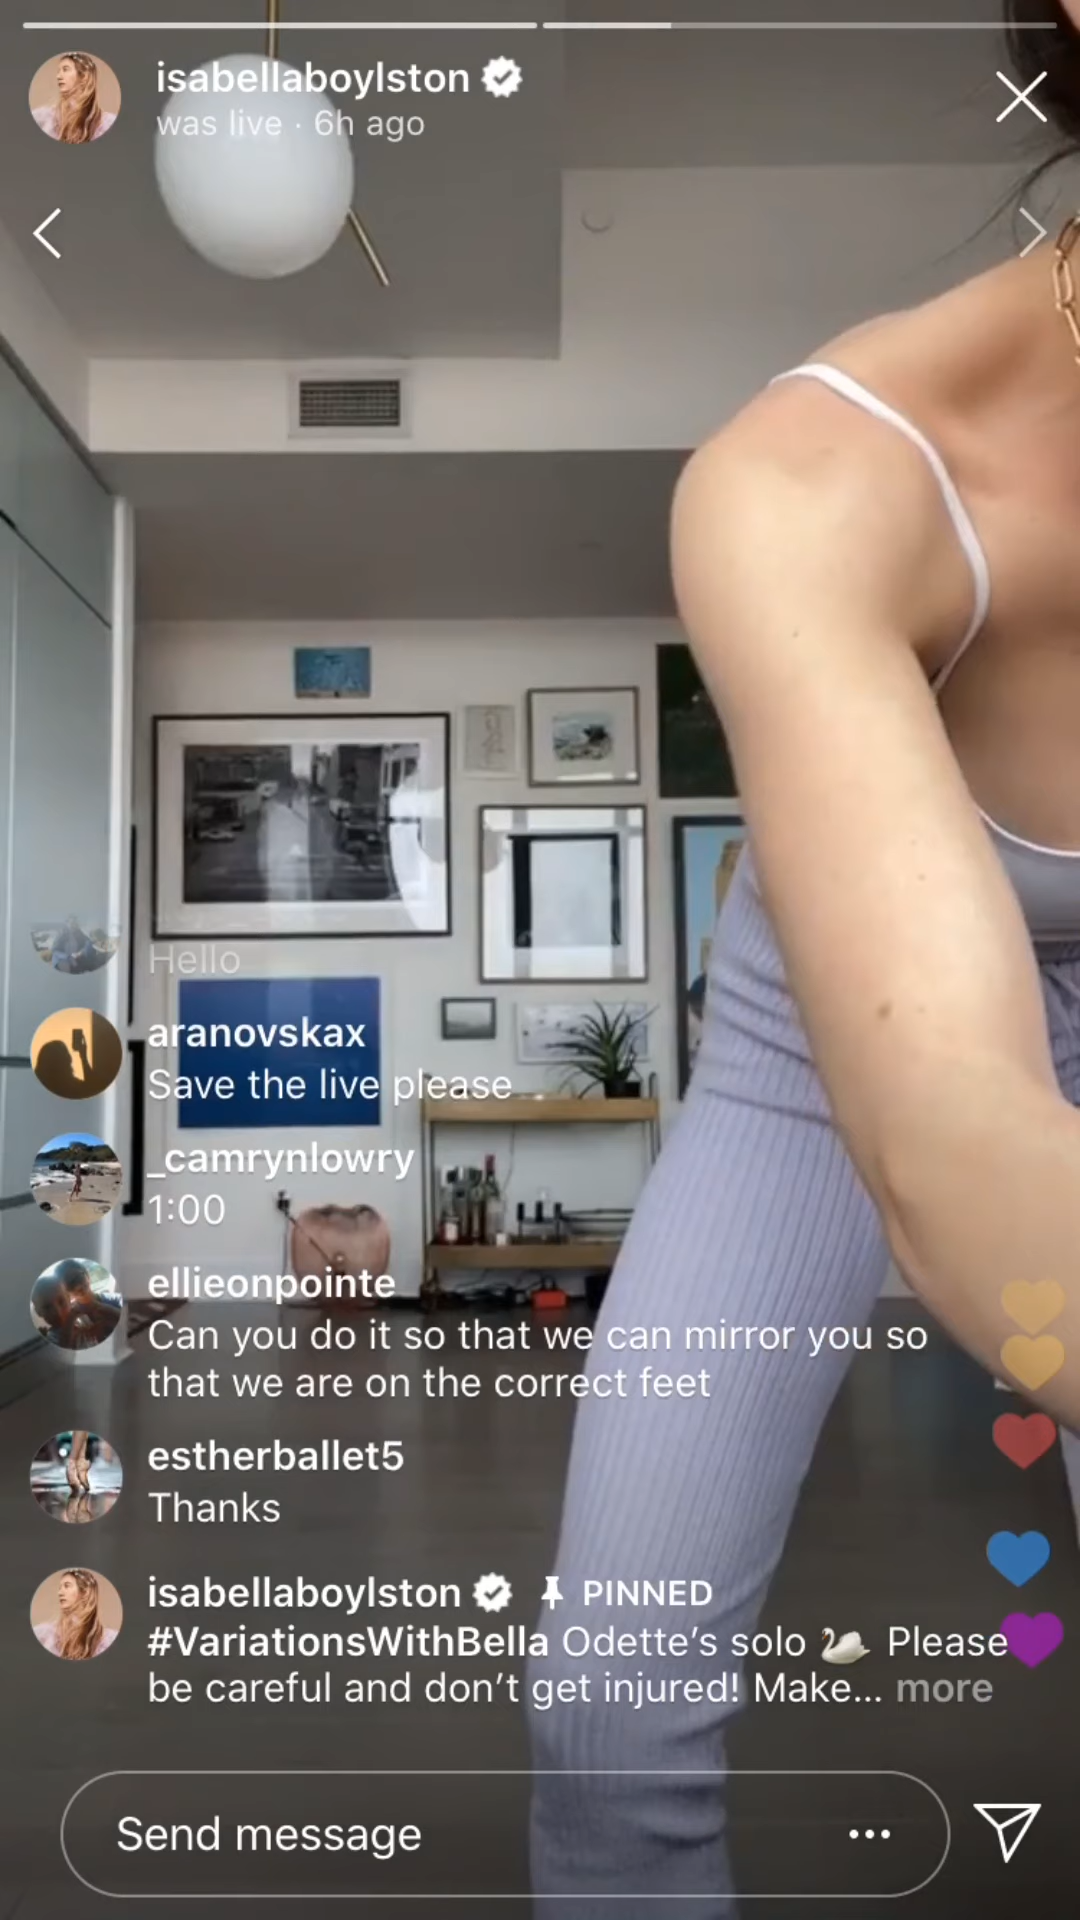 isabellaboylston
was live · 6h ago
Hello
aranovskax
Save the live please
_camrynlowry
1:00
ellieonpointe
Can you do it so that we can mirror you so
that we are on the correct feet
estherballet5
Thanks
isabellaboylston PINNED
#VariationsWithBella Odette’s solo 🦢 Please
be careful and don’t get injured! Make... more
Send message